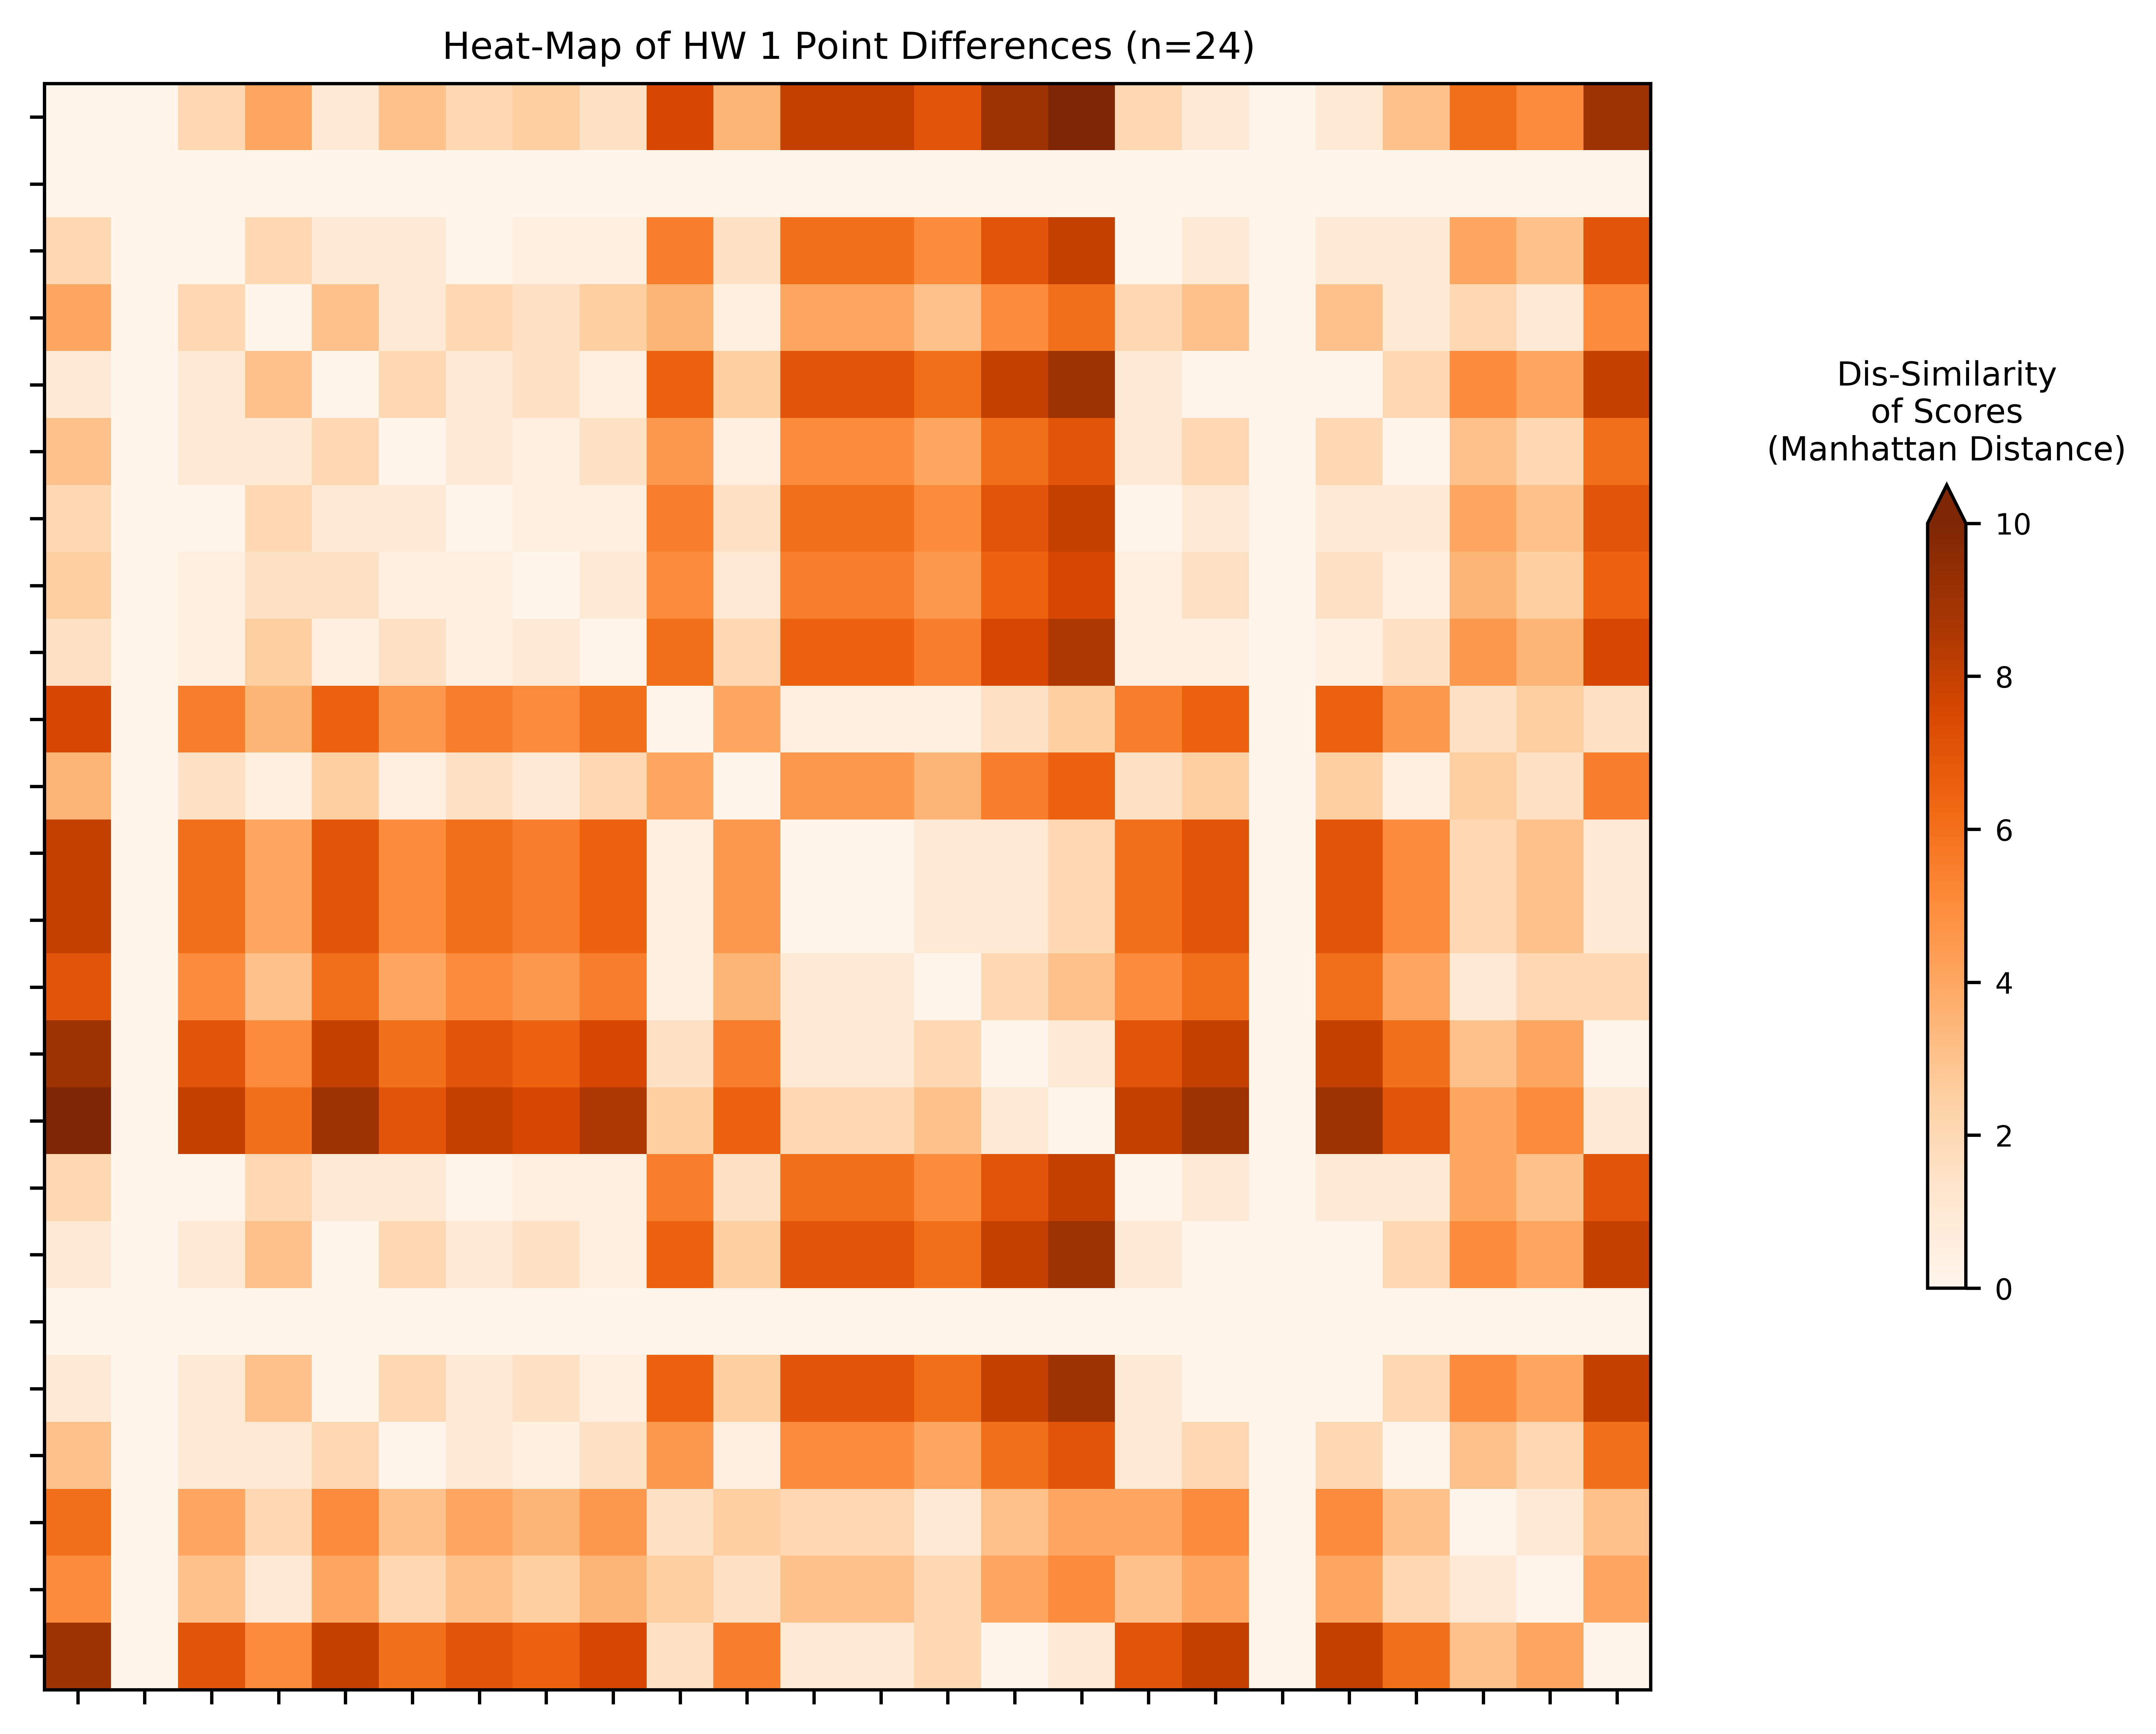 Heat-Map of HW 1 Point Differences (n=24)
Dis-Similarity
of Scores
(Manhattan Distance)
10
8
6
4
2
0